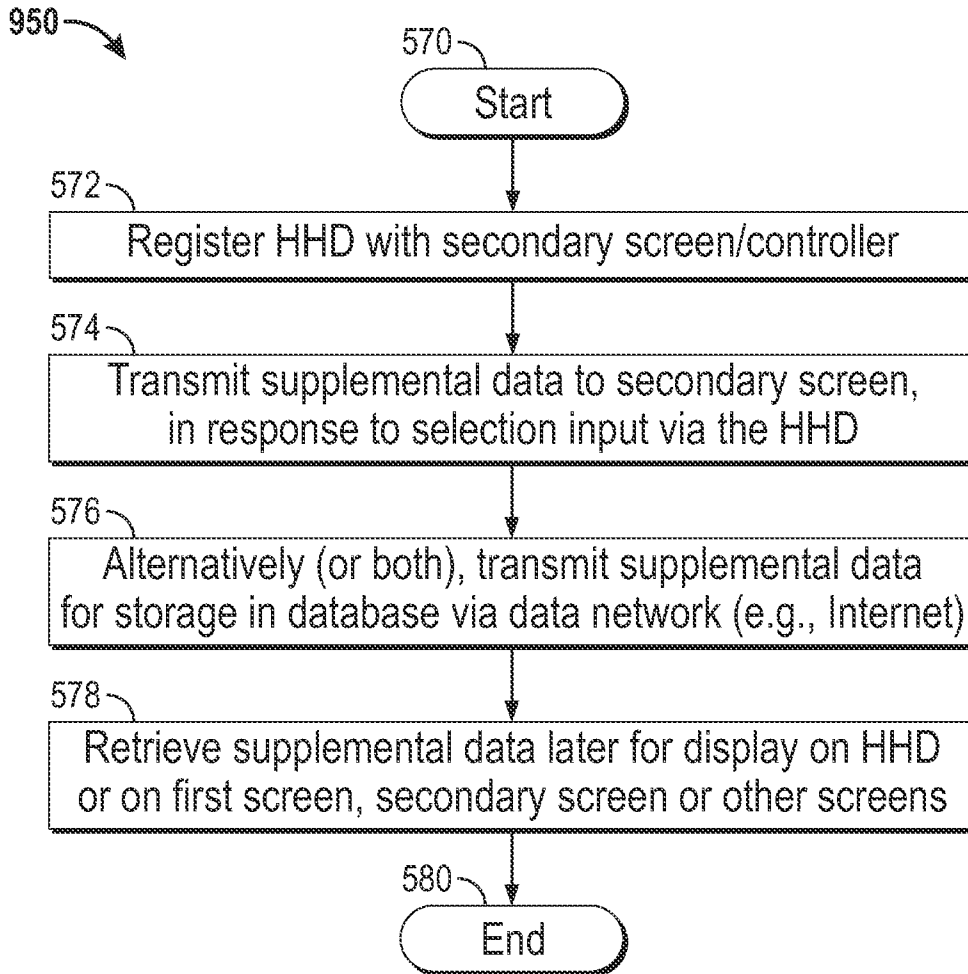 950
570
Start
572
Register HHD with secondary screen/controller
574
Transmit supplemental data to secondary screen,
in response to selection input via the HHD
576
Alternatively (or both), transmit supplemental data
for storage in database via data network (e.g., Internet)
578
Retrieve supplemental data later for display on HHD
or on first screen, secondary screen or other screens
580
End